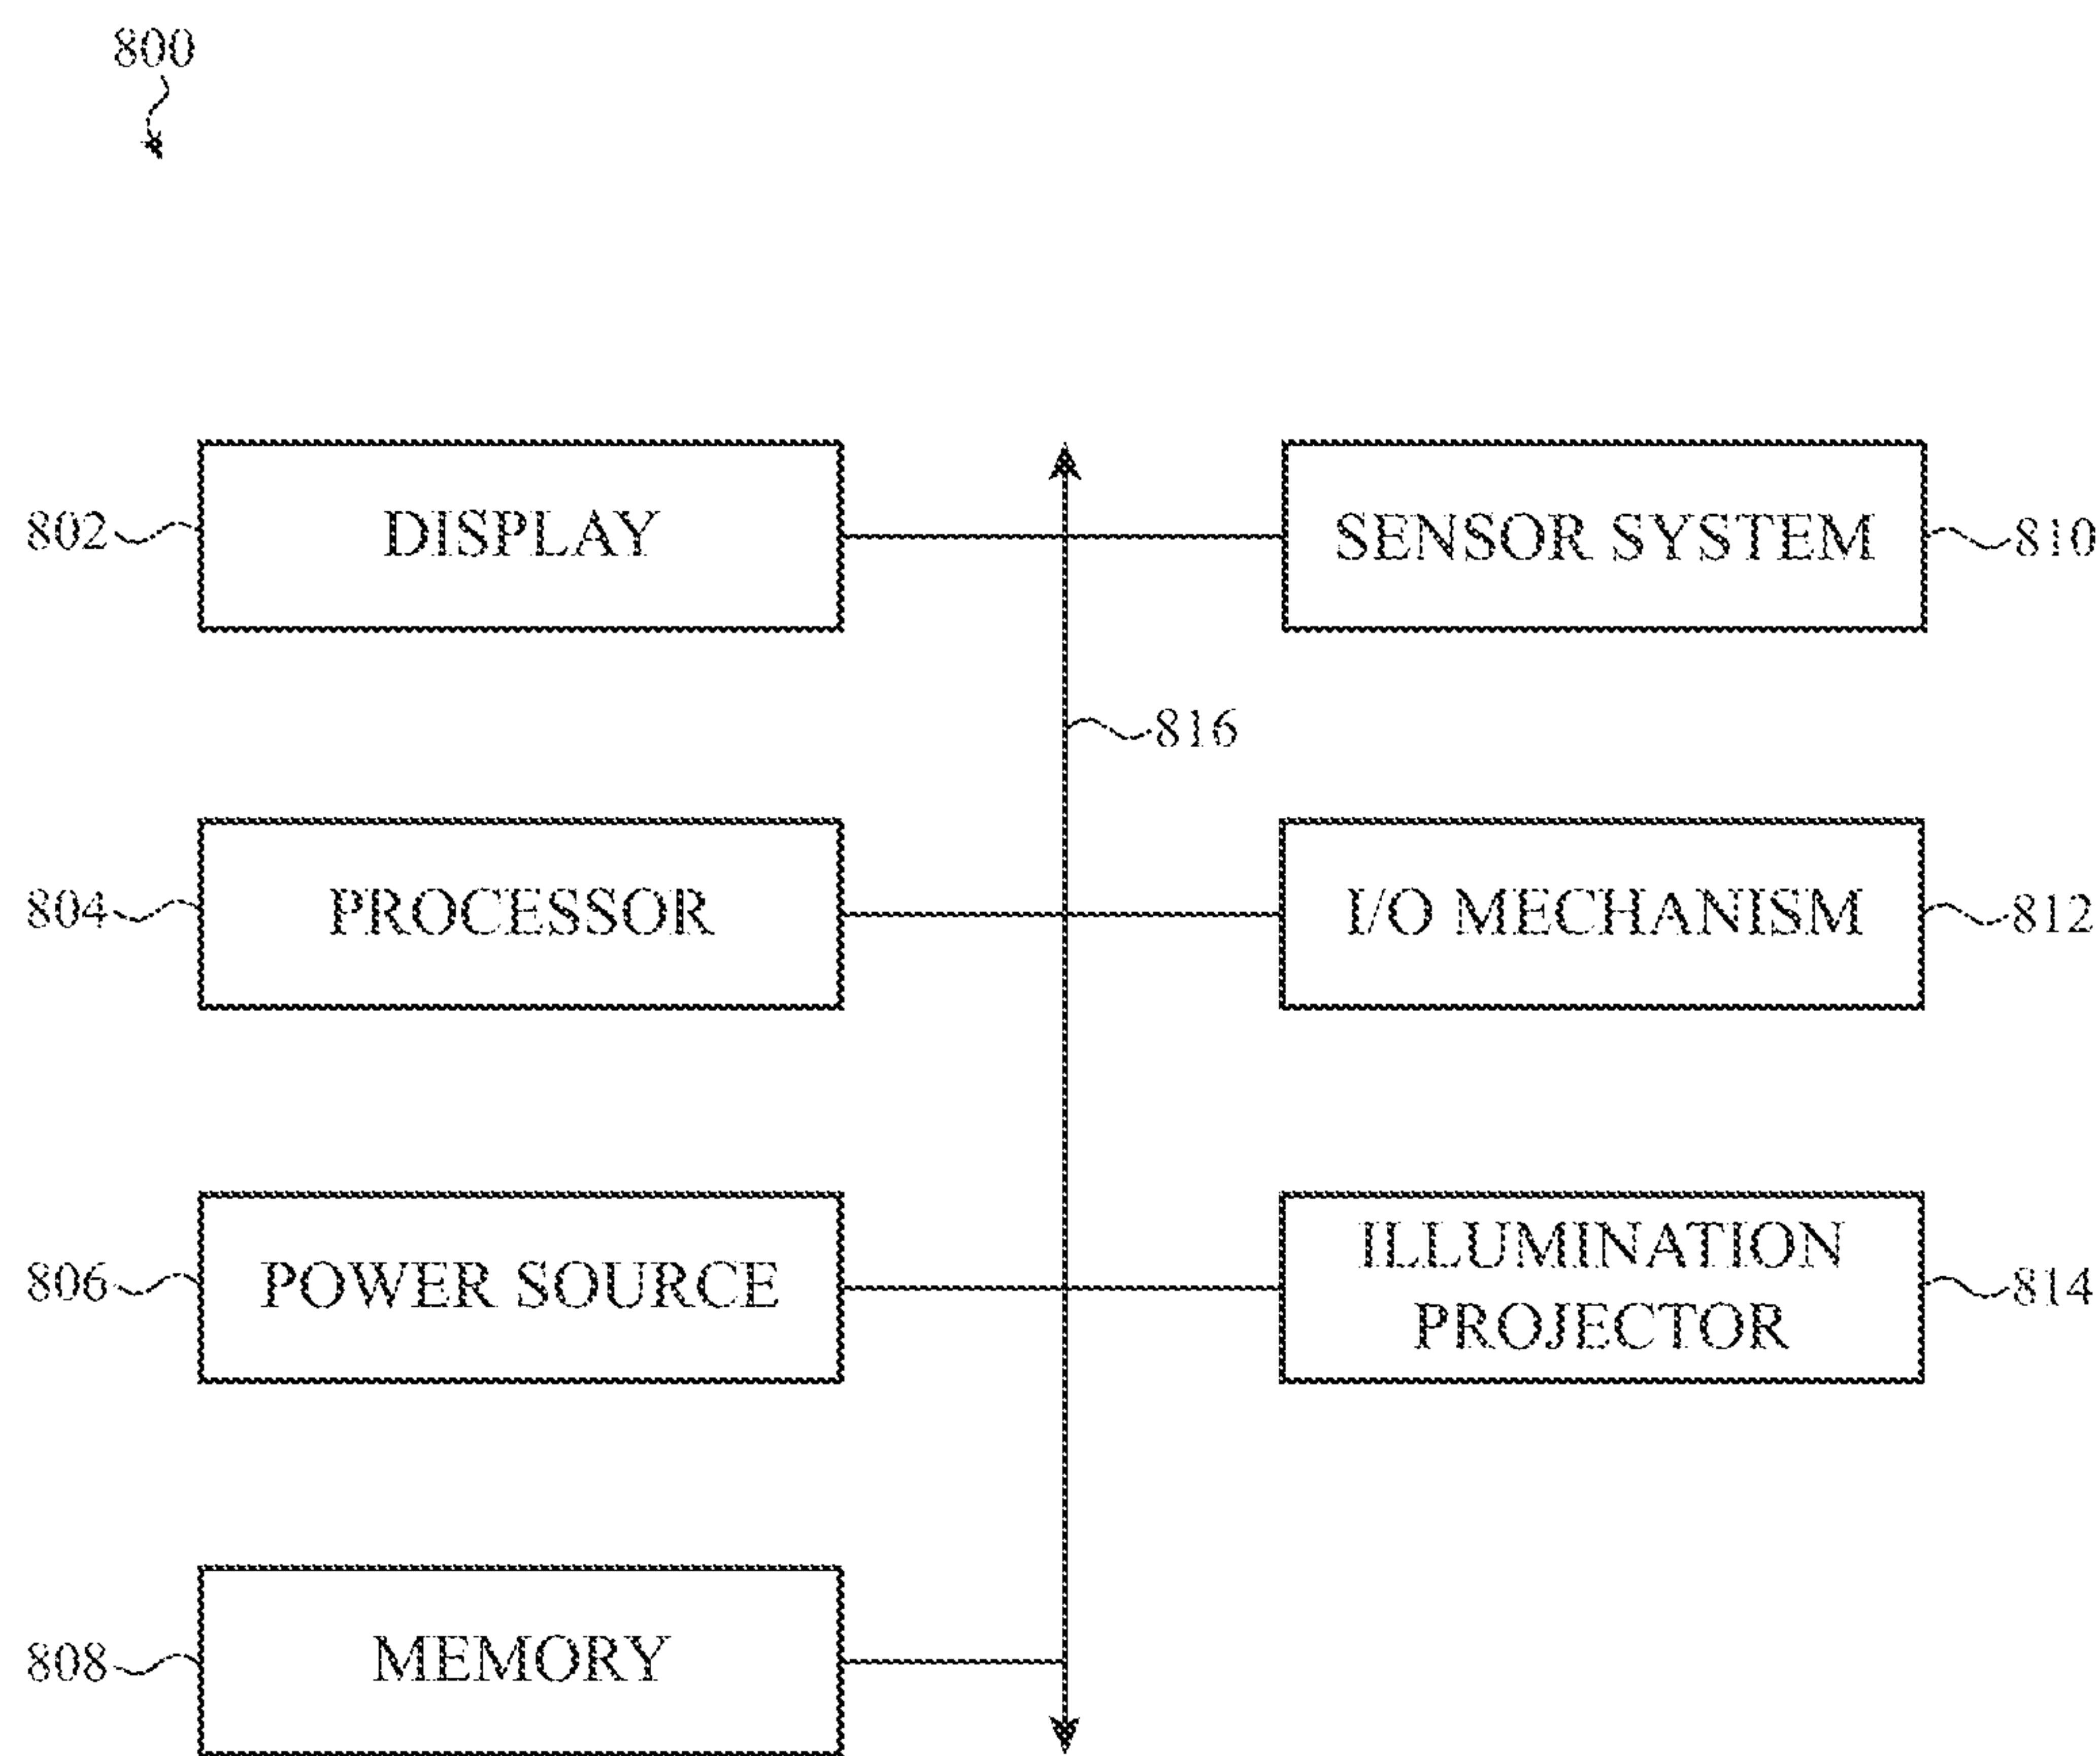 800
802 DISPLAY
SENSOR SYSTEM 810
816
804 PROCESSOR
I/O MECHANISM 812
806 POWER SOURCE
ILLUMINATION
PROJECTOR 814
808 MEMORY